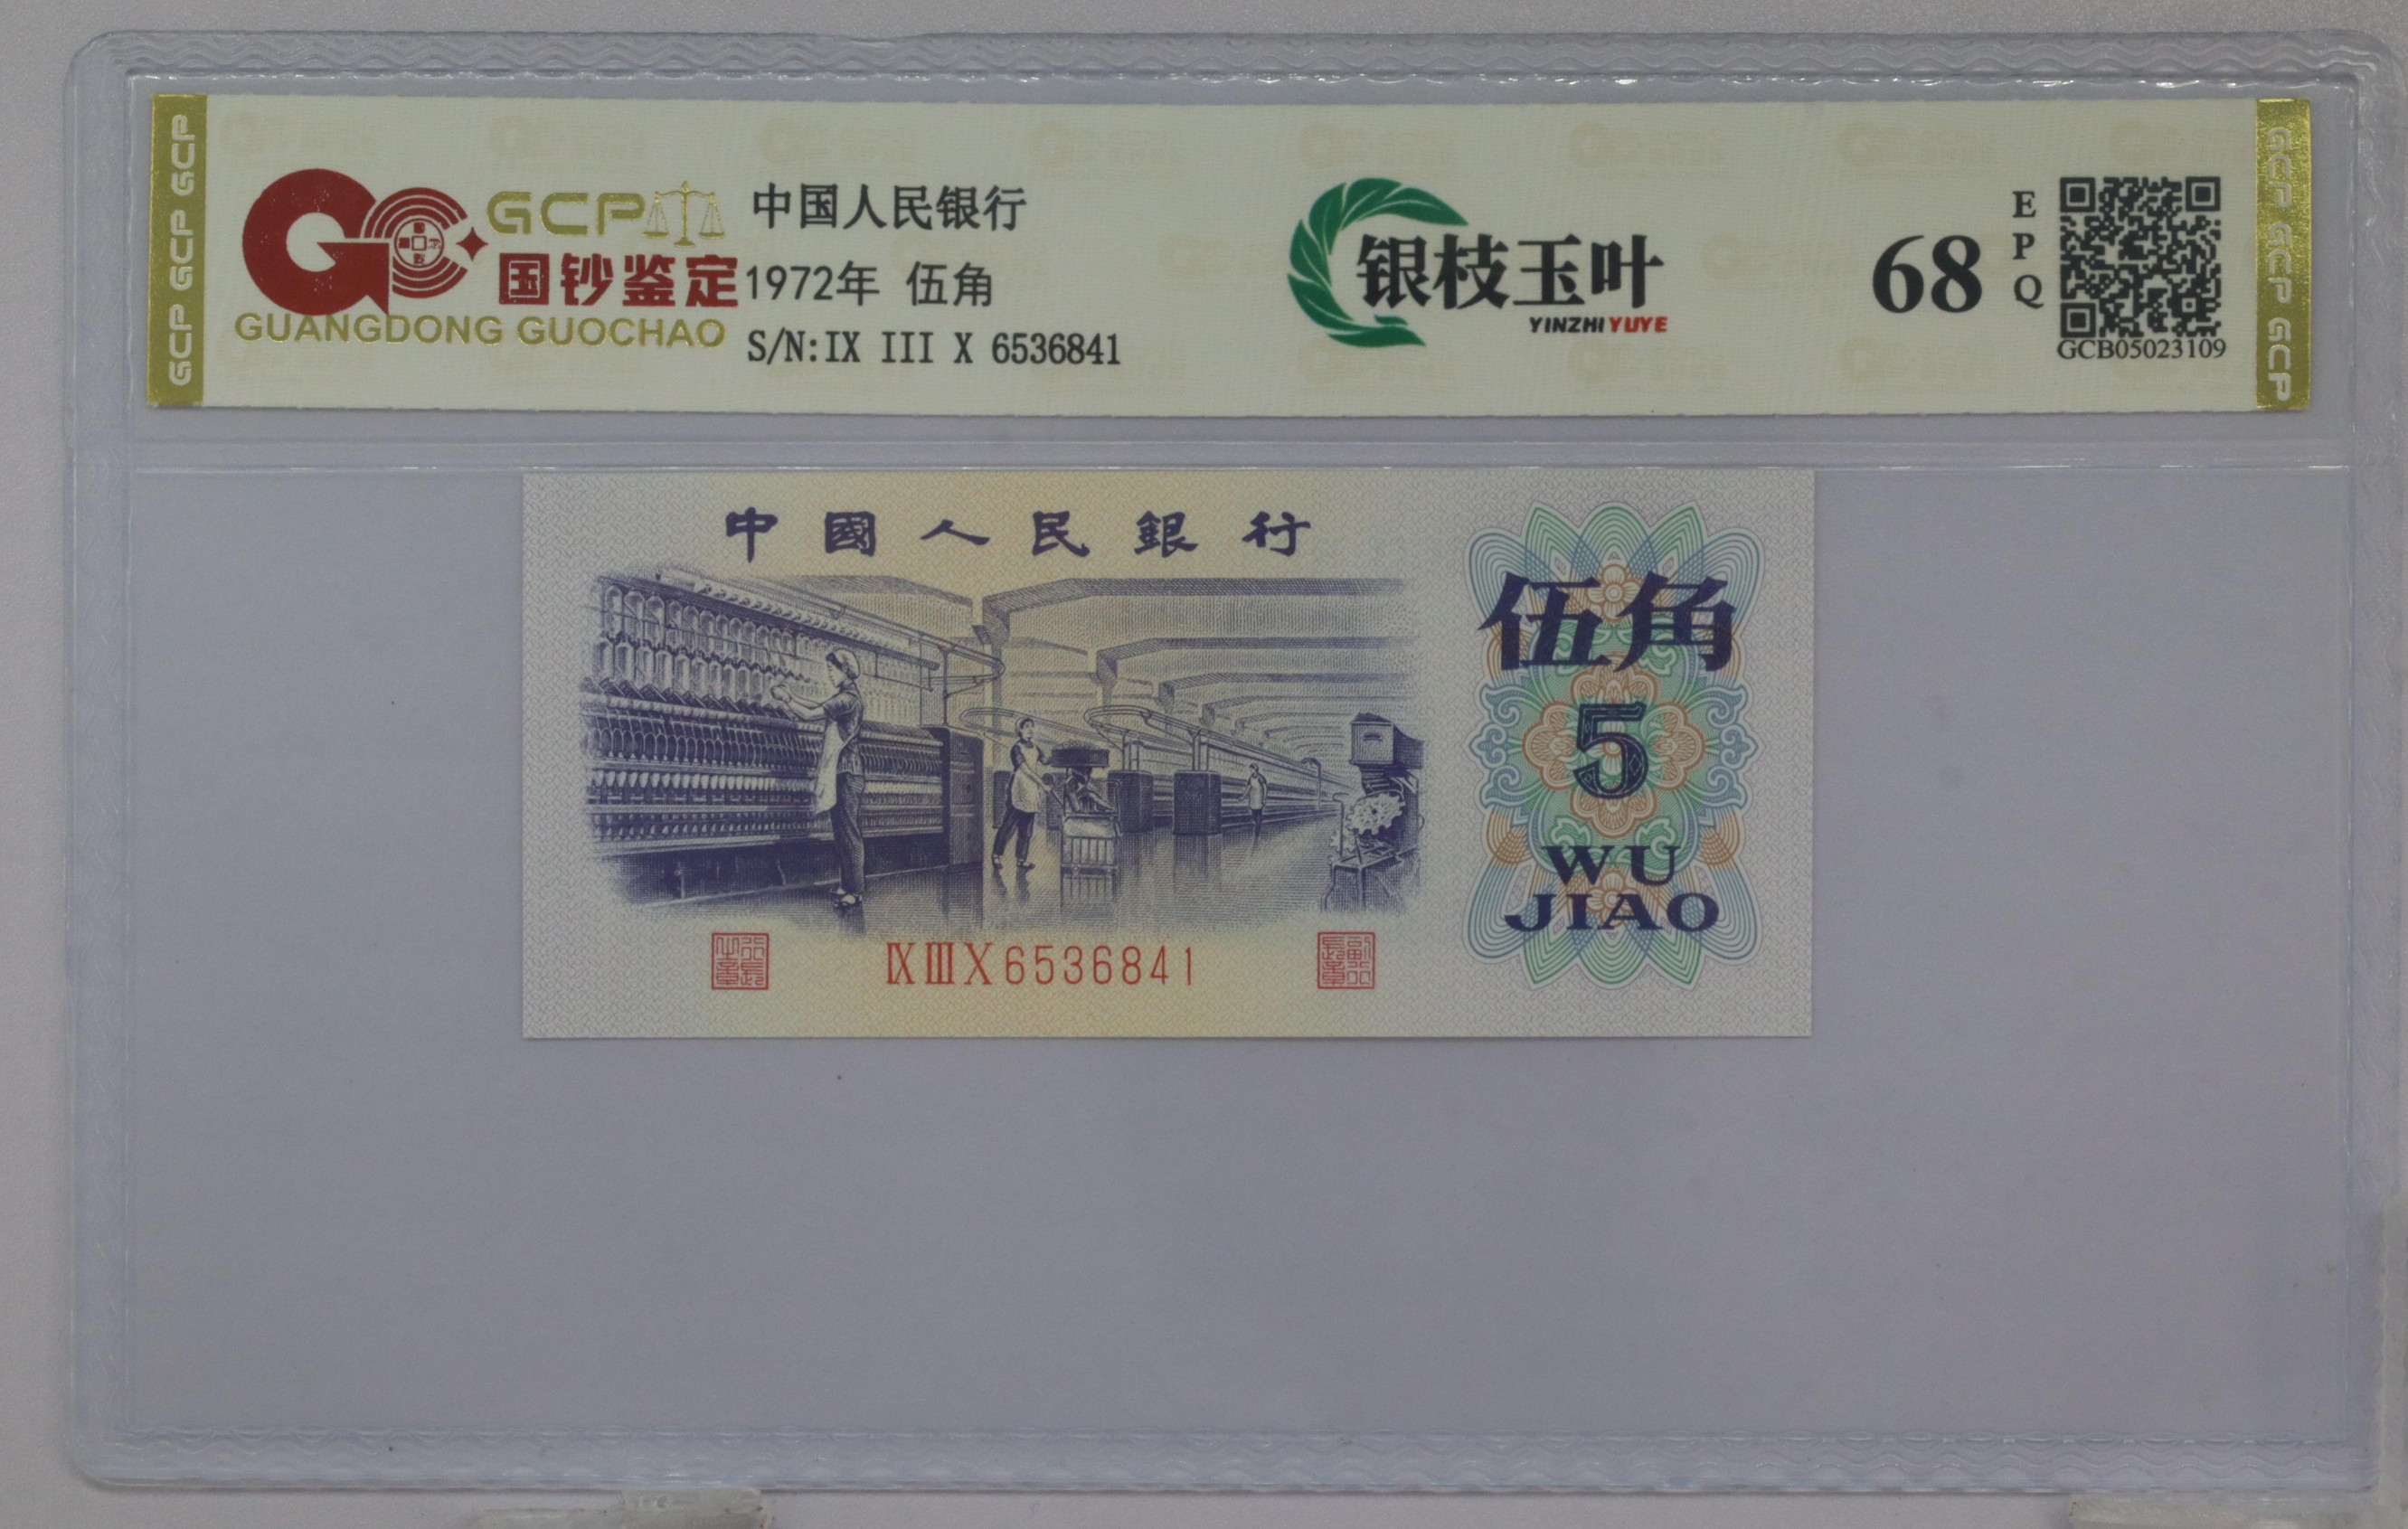 GCP GCP GCP
GCP
国钞鉴定
GUANGDONG GUOCHAO
中国人民银行
1972年 伍角
S/N:IX III X 6536841
银枝玉叶
YINZHIYUYE
68
EPQ
GCB05023109
GCP GCP GCP
中國人民銀行
伍角
5
WU
JIAO
ⅨⅢⅩ6536841